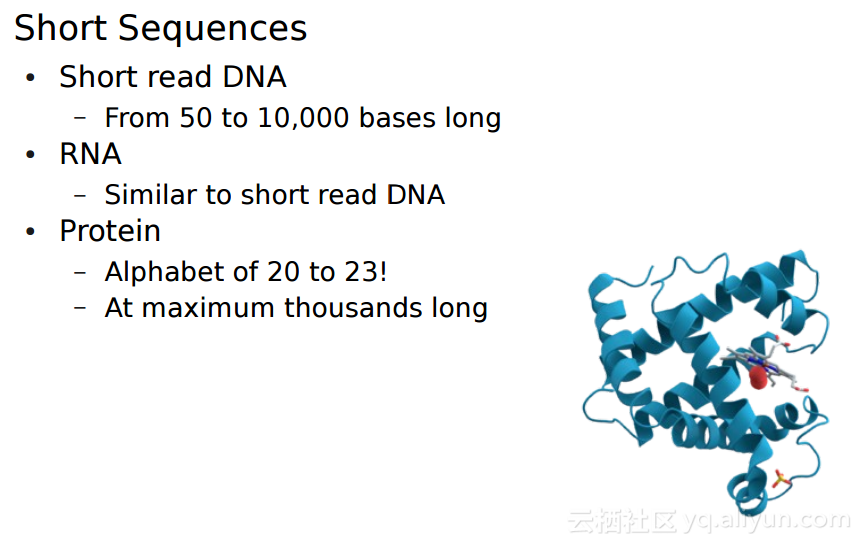 Short Sequences
• Short read DNA
– From 50 to 10,000 bases long
• RNA
– Similar to short read DNA
• Protein
– Alphabet of 20 to 23!
– At maximum thousands long
云栖社区 yq.aliyun.com